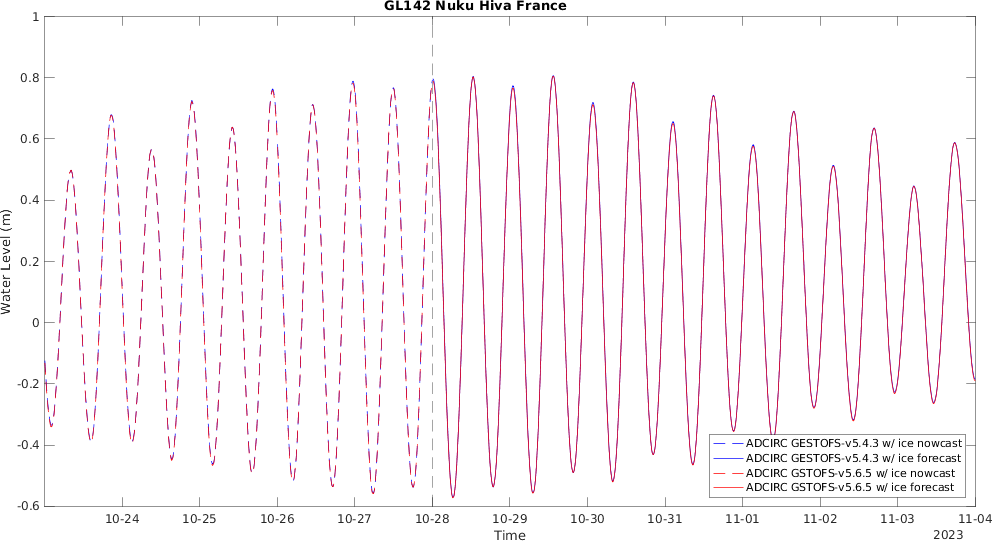 GL142 Nuku Hiva France
1
0.8
0.6
0.4
0.2
0
-0.2
-0.4
-0.6
Water Level (m)
10-24 10-25 10-26 10-27 10-28 10-29 10-30 10-31 11-01 11-02 11-03 11-04
Time
2023
ADCIRC GESTOFS-v5.4.3 w/ ice nowcast
ADCIRC GESTOFS-v5.4.3 w/ ice forecast
ADCIRC GSTOFS-v5.6.5 w/ ice nowcast
ADCIRC GSTOFS-v5.6.5 w/ ice forecast